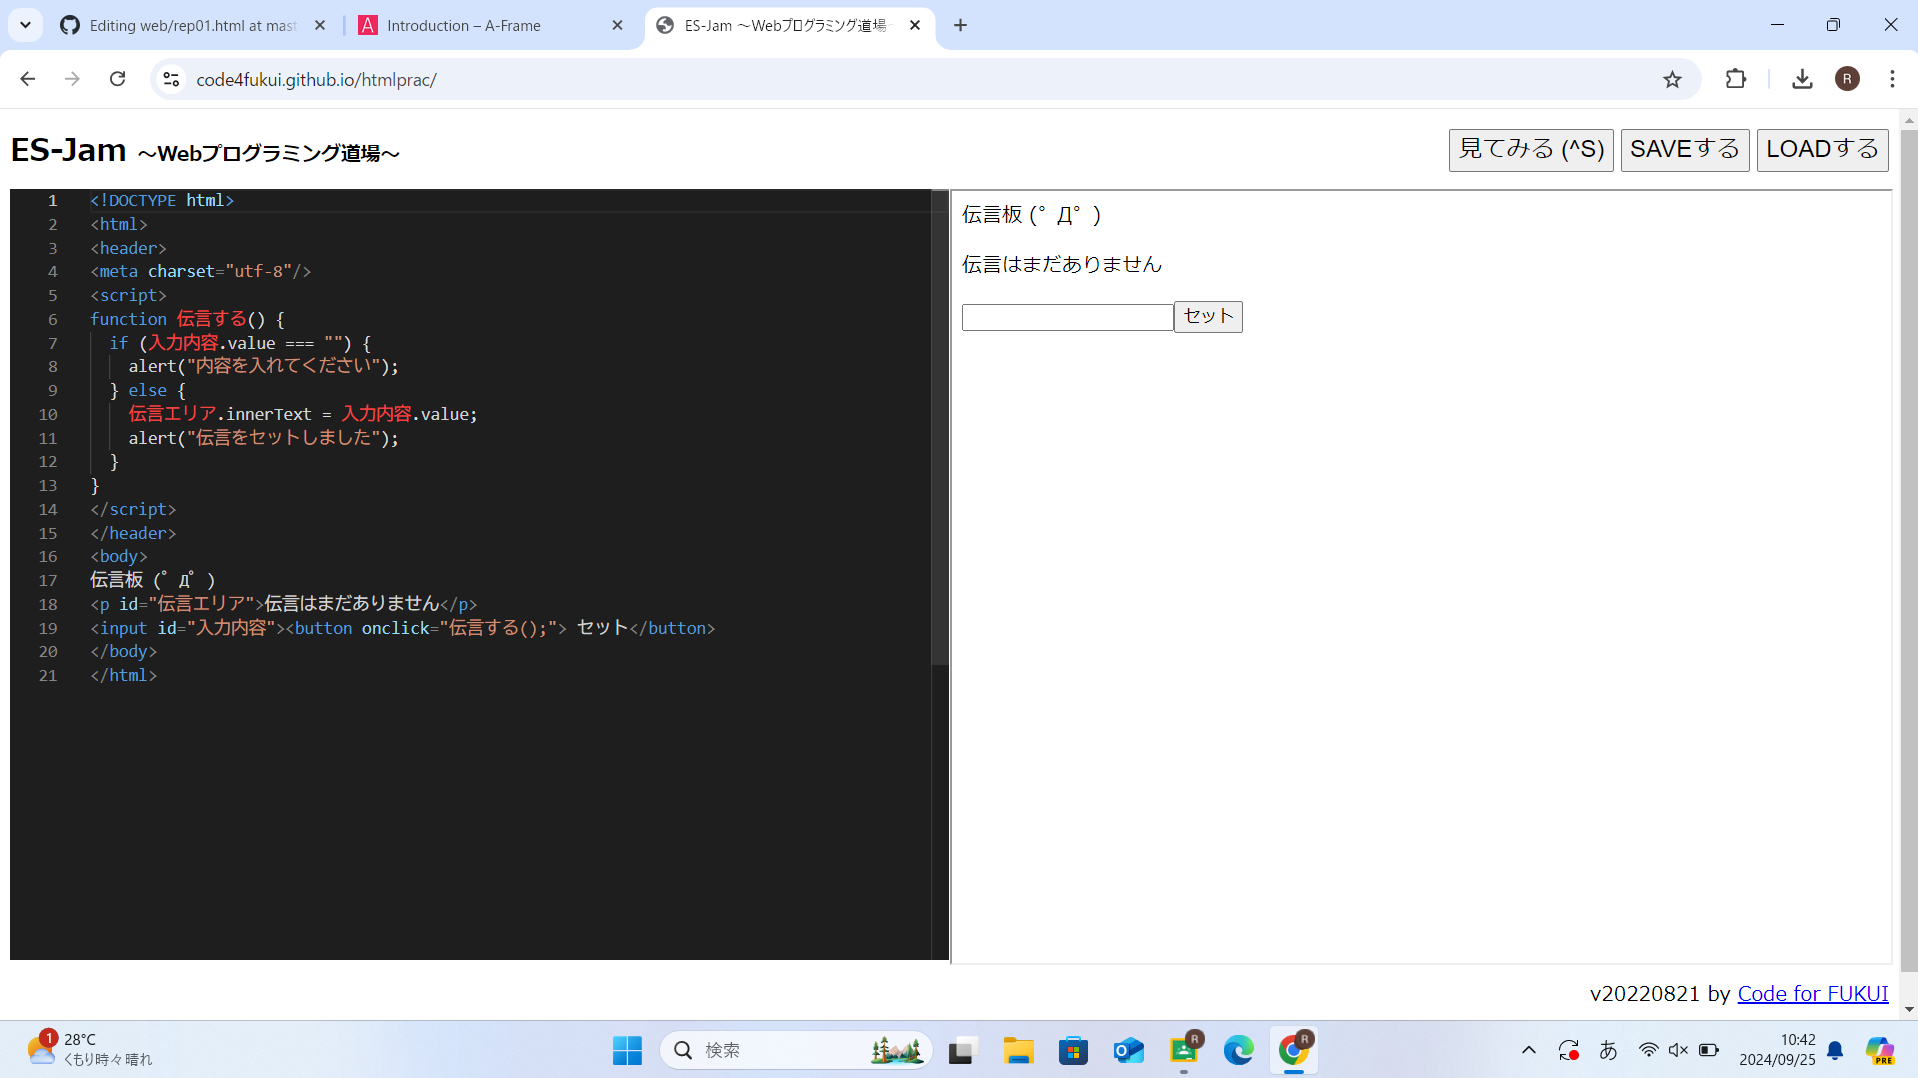 Editing web/rep01.html at mast
Introduction – A-Frame
ES-Jam ～Webプログラミング道場～
code4fukui.github.io/htmlprac/
R
ES-Jam ～Webプログラミング道場～
見てみる (^S)
SAVEする
LOADする
1 <!DOCTYPE html>
2 <html>
3 <header>
4 <meta charset="utf-8"/>
5 <script>
6 function 伝言する() {
7 if (入力内容.value === "") {
8 alert("内容を入れてください");
9 } else {
10 伝言エリア.innerText = 入力内容.value;
11 alert("伝言をセットしました");
12 }
13 }
14 </script>
15 </header>
16 <body>
17 伝言板 (ﾟДﾟ)
18 <p id="伝言エリア">伝言はまだありません</p>
19 <input id="入力内容"><button onclick="伝言する();"> セット</button>
20 </body>
21 </html>
伝言板 (ﾟДﾟ)
伝言はまだありません
セット
v20220821 by Code for FUKUI
1
28°C
くもり時々晴れ
検索
R
R
あ
10:42
2024/09/25
PRE